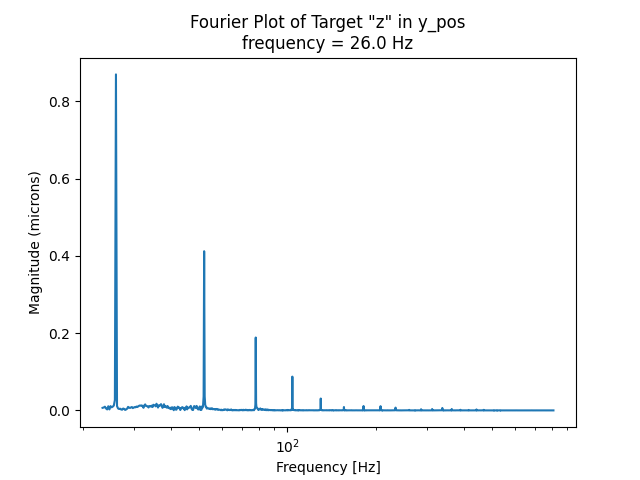 Fourier Plot of Target "z" in y_pos
frequency = 26.0 Hz
Magnitude (microns)
0.8
0.6
0.4
0.2
0.0
10²
Frequency [Hz]